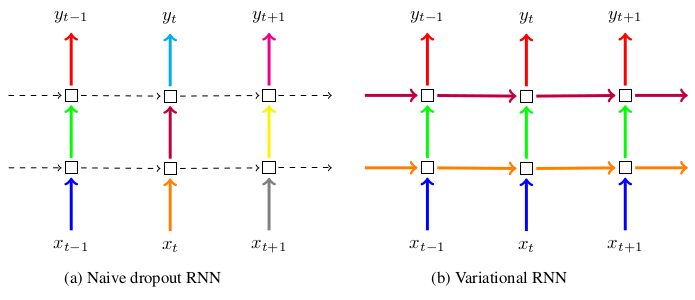 y_{t−1} y_t y_{t+1} y_{t−1} y_t y_{t+1}
x_{t−1} x_t x_{t+1} x_{t−1} x_t x_{t+1}
(a) Naive dropout RNN (b) Variational RNN